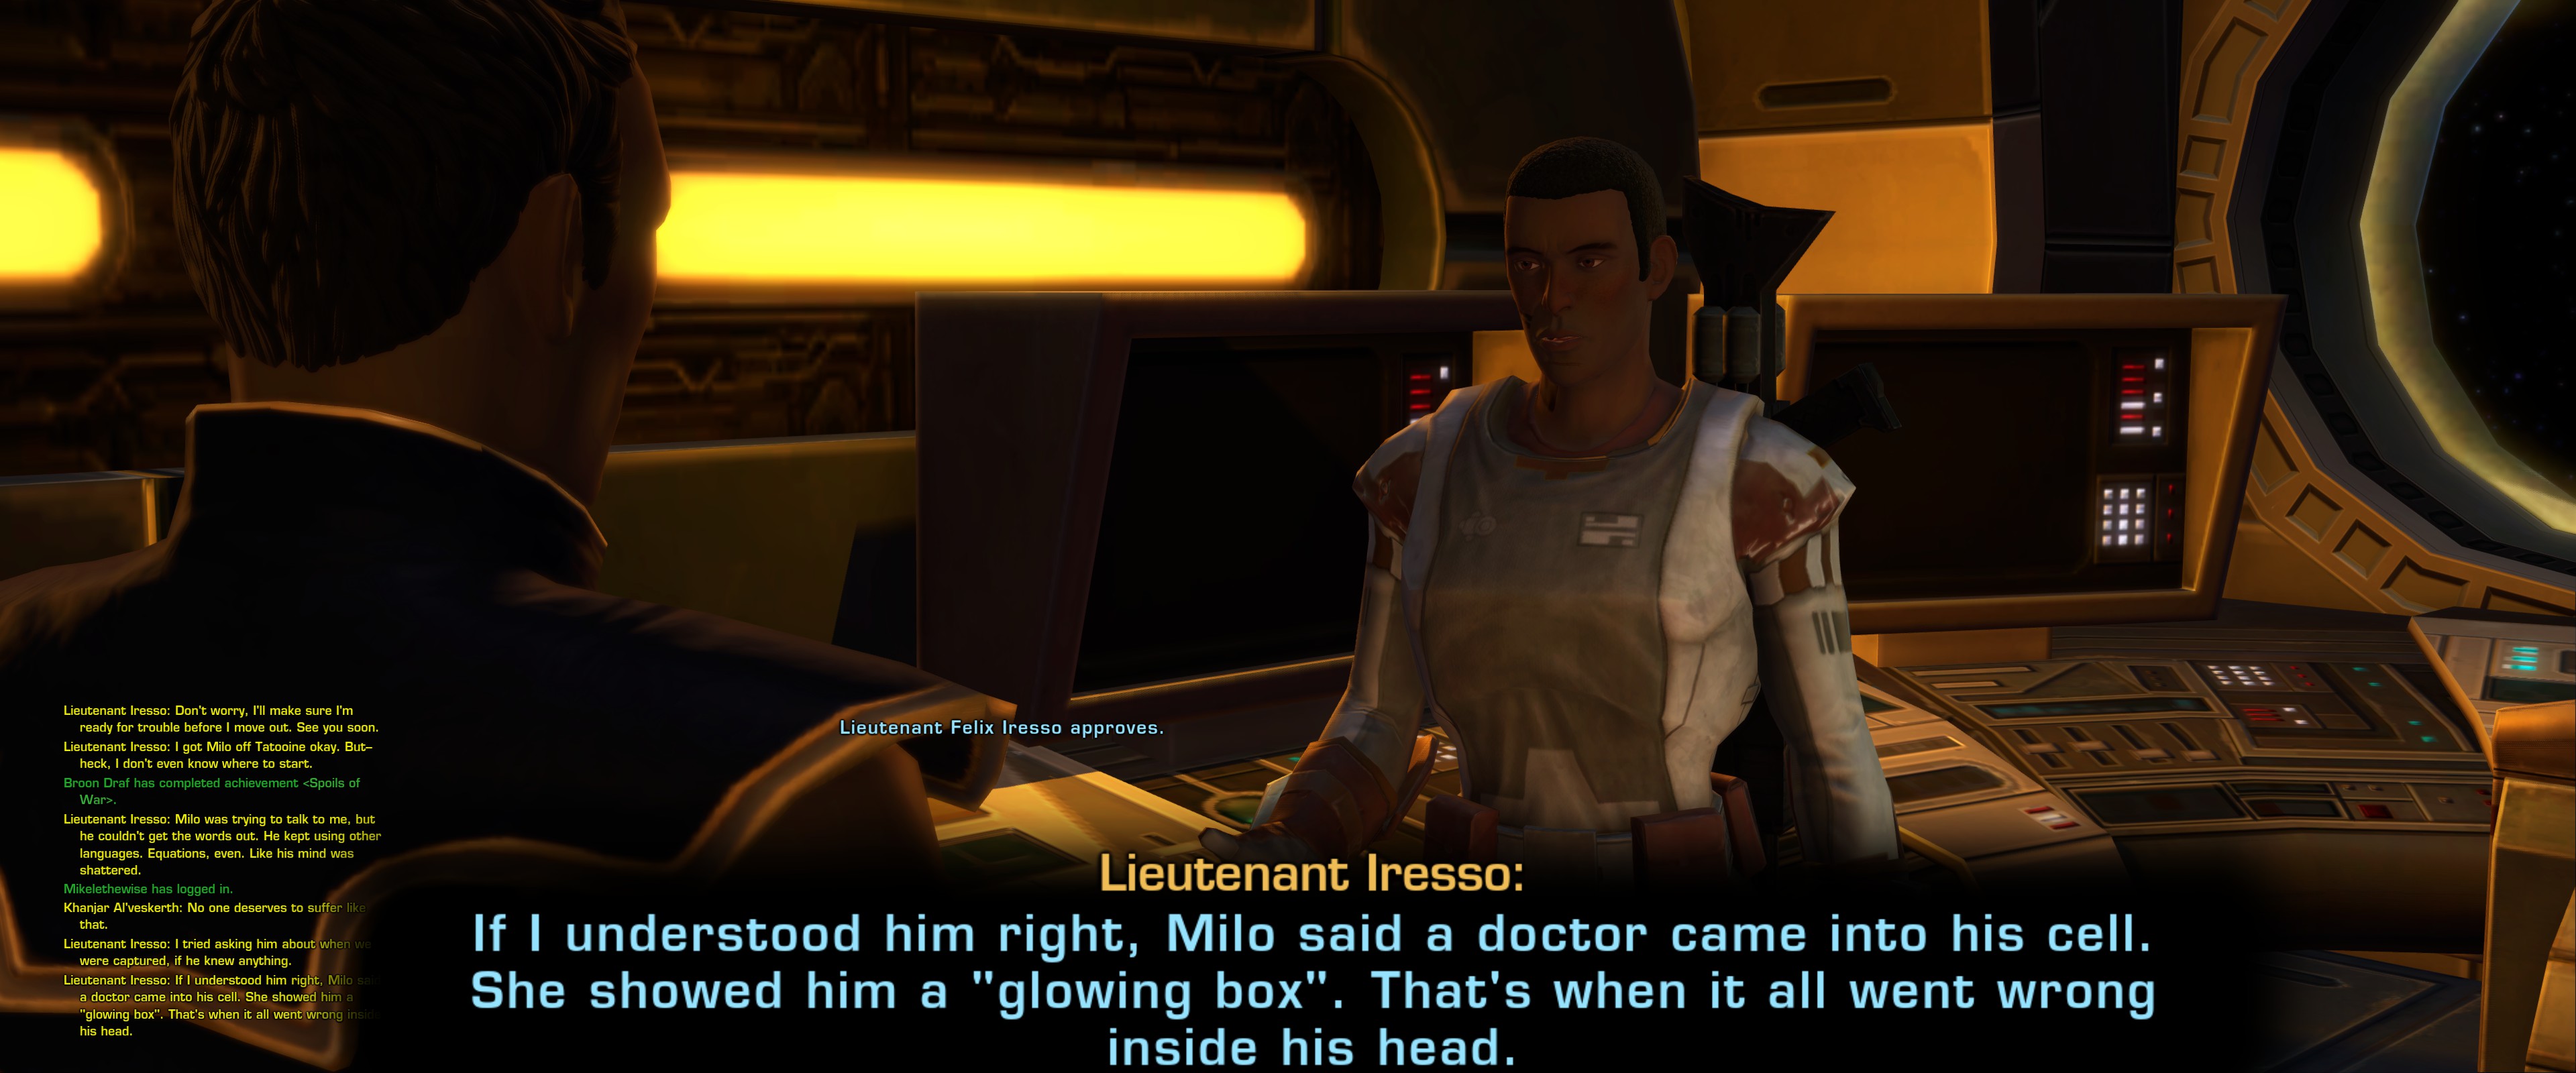 Lieutenant Iresso: Don't worry, I'll make sure I'm
ready for trouble before I move out. See you soon.
Lieutenant Iresso: I got Milo off Tatooine okay. But–
heck, I don't even know where to start.
Broon Draf has completed achievement <Spoils of
War>.
Lieutenant Iresso: Milo was trying to talk to me, but
he couldn't get the words out. He kept using other
languages. Equations, even. Like his mind was
shattered.
Mikelethewise has logged in.
Khanjar Al'veskerth: No one deserves to suffer like
that.
Lieutenant Iresso: I tried asking him about when we
were captured, if he knew anything.
Lieutenant Iresso: If I understood him right, Milo said
a doctor came into his cell. She showed him a
"glowing box". That's when it all went wrong inside
his head.
Lieutenant Felix Iresso approves.
Lieutenant Iresso:
If I understood him right, Milo said a doctor came into his cell.
She showed him a "glowing box". That's when it all went wrong
inside his head.